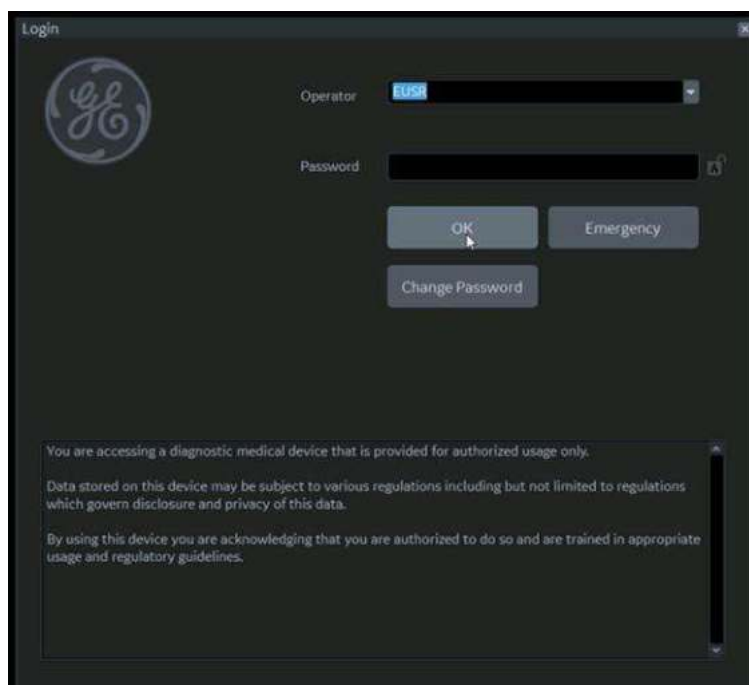 Login
GE
Operator
EUSR
Password
OK
Emergency
Change Password
You are accessing a diagnostic medical device that is provided for authorized usage only.
Data stored on this device may be subject to various regulations including but not limited to regulations
which govern disclosure and privacy of this data.
By using this device you are acknowledging that you are authorized to do so and are trained in appropriate
usage and regulatory guidelines.